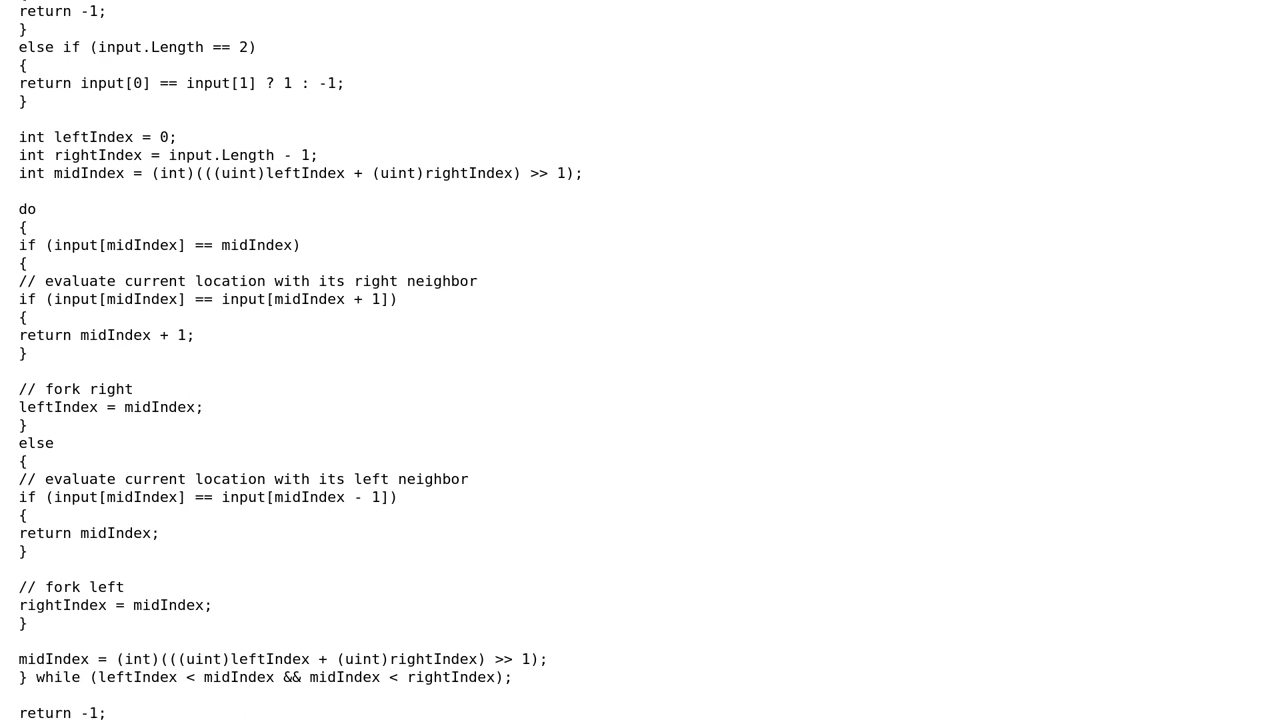 return -1;
}
else if (input.Length == 2)
{
return input[0] == input[1] ? 1 : -1;
}

int leftIndex = 0;
int rightIndex = input.Length - 1;
int midIndex = (int)(((uint)leftIndex + (uint)rightIndex) >> 1);

do
{
if (input[midIndex] == midIndex)
{
// evaluate current location with its right neighbor
if (input[midIndex] == input[midIndex + 1])
{
return midIndex + 1;
}

// fork right
leftIndex = midIndex;
}
else
{
// evaluate current location with its left neighbor
if (input[midIndex] == input[midIndex - 1])
{
return midIndex;
}

// fork left
rightIndex = midIndex;
}

midIndex = (int)(((uint)leftIndex + (uint)rightIndex) >> 1);
} while (leftIndex < midIndex && midIndex < rightIndex);

return -1;